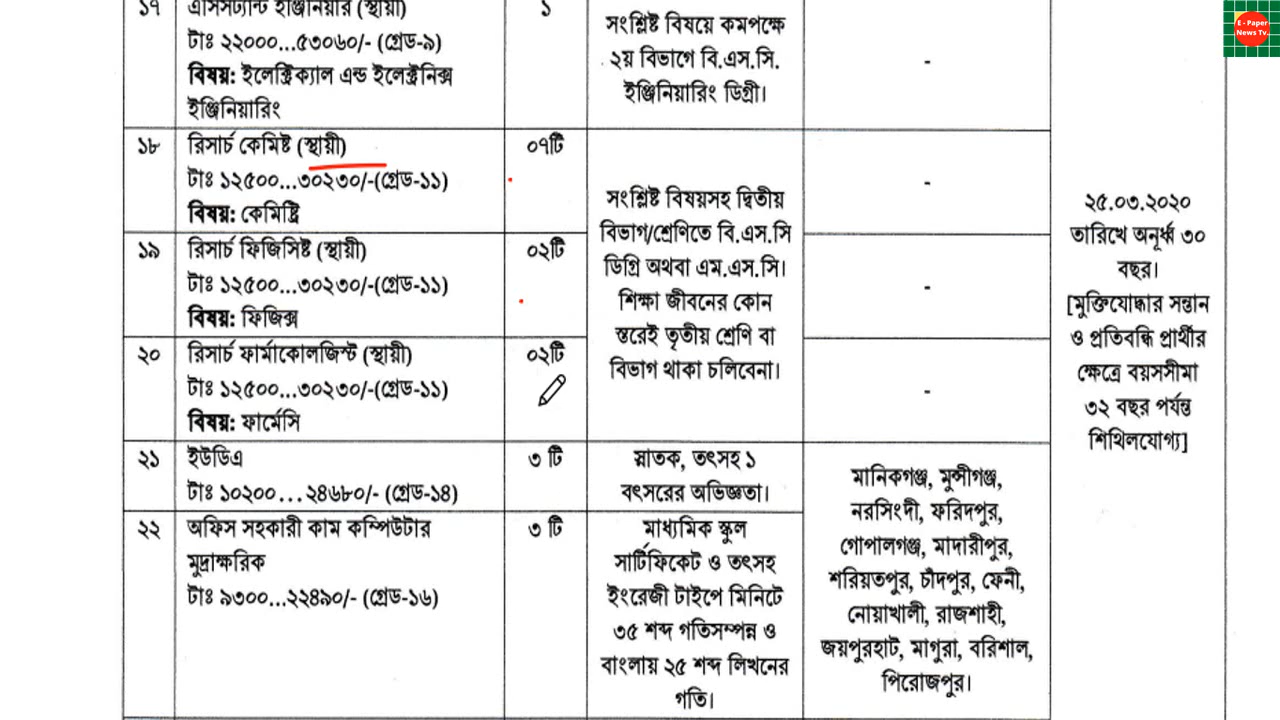 ১৭
এসিসট্যান্ট ইঞ্জিনিয়ার (স্থায়ী)
টাঃ ২২০০০...৫৩০৬০/- (গ্রেড-৯)
বিষয়: ইলেক্ট্রিক্যাল এন্ড ইলেক্ট্রনিক্স
ইঞ্জিনিয়ারিং
১
সংশ্লিষ্ট বিষয়ে কমপক্ষে
২য় বিভাগে বি.এস.সি.
ইঞ্জিনিয়ারিং ডিগ্রী।
-
১৮
রিসার্চ কেমিষ্ট (স্থায়ী)
টাঃ ১২৫০০...৩০২৩০/-(গ্রেড-১১)
বিষয়: কেমিষ্ট্রি
০৭টি
সংশ্লিষ্ট বিষয়সহ দ্বিতীয়
বিভাগ/শ্রেণিতে বি.এস.সি
ডিগ্রি অথবা এম.এস.সি।
শিক্ষা জীবনের কোন
স্তরেই তৃতীয় শ্রেণি বা
বিভাগ থাকা চলিবেনা।
-
১৯
রিসার্চ ফিজিসিষ্ট (স্থায়ী)
টাঃ ১২৫০০...৩০২৩০/-(গ্রেড-১১)
বিষয়: ফিজিক্স
০২টি
-
২০
রিসার্চ ফার্মাকোলজিস্ট (স্থায়ী)
টাঃ ১২৫০০...৩০২৩০/-(গ্রেড-১১)
বিষয়: ফার্মেসি
০২টি
-
২১
ইউডিএ
টাঃ ১০২০০...২৪৬৮০/- (গ্রেড-১৪)
৩ টি
স্নাতক, তৎসহ ১
বৎসরের অভিজ্ঞতা।
২২
অফিস সহকারী কাম কম্পিউটার
মুদ্রাক্ষরিক
টাঃ ৯৩০০...২২৪৯০/- (গ্রেড-১৬)
৩ টি
মাধ্যমিক স্কুল
সার্টিফিকেট ও তৎসহ
ইংরেজী টাইপে মিনিটে
৩৫ শব্দ গতিসম্পন্ন ও
বাংলায় ২৫ শব্দ লিখনের
গতি।
মানিকগঞ্জ, মুন্সীগঞ্জ,
নরসিংদী, ফরিদপুর,
গোপালগঞ্জ, মাদারীপুর,
শরিয়তপুর, চাঁদপুর, ফেনী,
নোয়াখালী, রাজশাহী,
জয়পুরহাট, মাগুরা, বরিশাল,
পিরোজপুর।
২৫.০৩.২০২০
তারিখে অনূর্ধ্ব ৩০
বছর।
[মুক্তিযোদ্ধার সন্তান
ও প্রতিবন্ধি প্রার্থীর
ক্ষেত্রে বয়সসীমা
৩২ বছর পর্যন্ত
শিথিলযোগ্য]
E - Paper
News Tv.